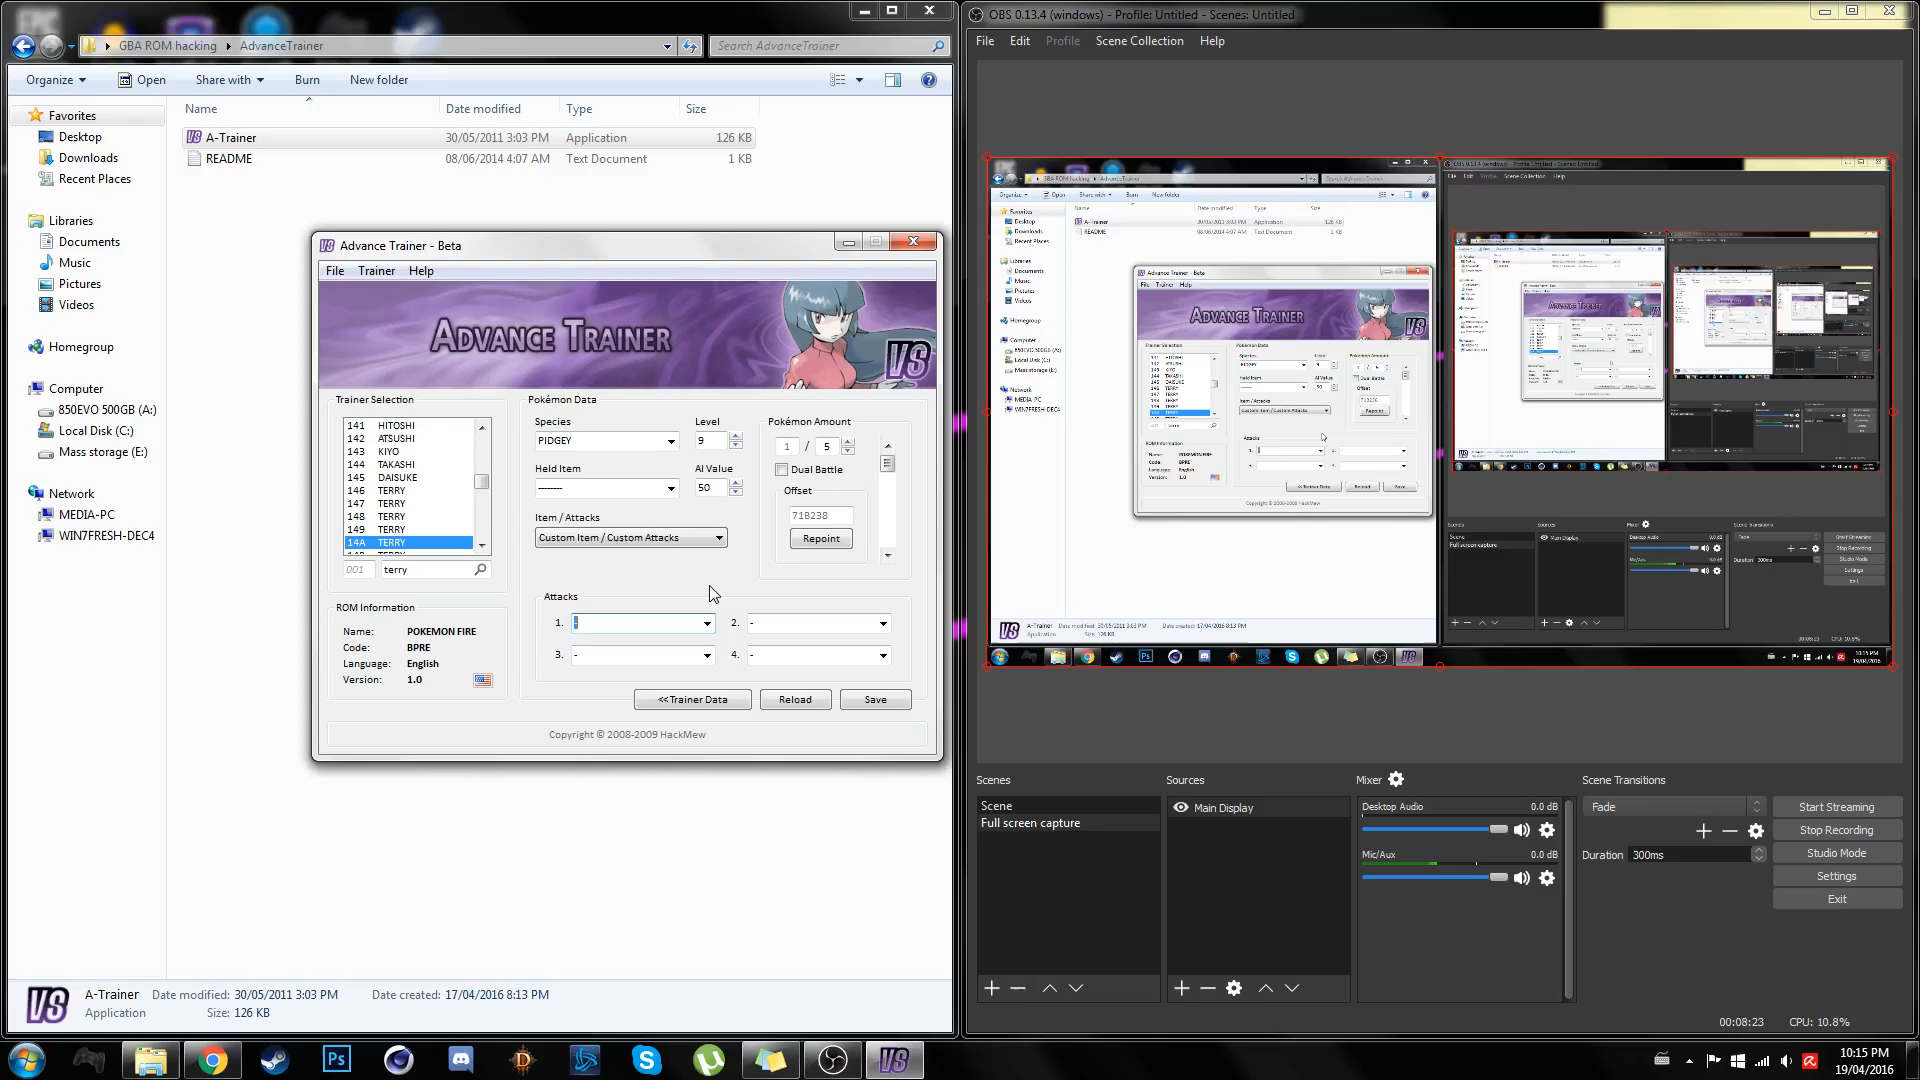 GBA ROM hacking
AdvanceTrainer
Search AdvanceTrainer
Organize
Open
Share with
Burn
New folder
Name
Date modified
Type
Size
Favorites
Desktop
Downloads
Recent Places
Libraries
Documents
Music
Pictures
Videos
Homegroup
Computer
850EVO 500GB (A:)
Local Disk (C:)
Mass storage (E:)
Network
MEDIA-PC
WIN7FRESH-DEC4
A-Trainer 30/05/2011 3:03 PM Application 126 KB
README 08/06/2014 4:07 AM Text Document 1 KB
Advance Trainer - Beta
File Trainer Help
ADVANCE TRAINER
VS
Trainer Selection
141 HITOSHI
142 ATSUSHI
143 KIYO
144 TAKASHI
145 DAISUKE
146 TERRY
147 TERRY
148 TERRY
149 TERRY
14A TERRY
001 terry
ROM Information
Name: POKEMON FIRE
Code: BPRE
Language: English
Version: 1.0
Pokémon Data
Species
PIDGEY
Level
9
Held Item
--------
AI Value
50
Item / Attacks
Custom Item / Custom Attacks
Pokémon Amount
1 / 5
Dual Battle
Offset
71B238
Repoint
Attacks
1. -
2. -
3. -
4. -
<<Trainer Data
Reload
Save
Copyright © 2008-2009 HackMew
A-Trainer Date modified: 30/05/2011 3:03 PM Date created: 17/04/2016 8:13 PM
Application Size: 126 KB
OBS 0.13.4 (windows) - Profile: Untitled - Scenes: Untitled
File Edit Profile Scene Collection Help
Scenes
Scene
Full screen capture
Sources
Main Display
Mixer
Desktop Audio 0.0 dB
Mic/Aux 0.0 dB
Scene Transitions
Fade
Duration 300ms
Start Streaming
Stop Recording
Studio Mode
Settings
Exit
00:08:23 CPU: 10.8%
10:15 PM
19/04/2016